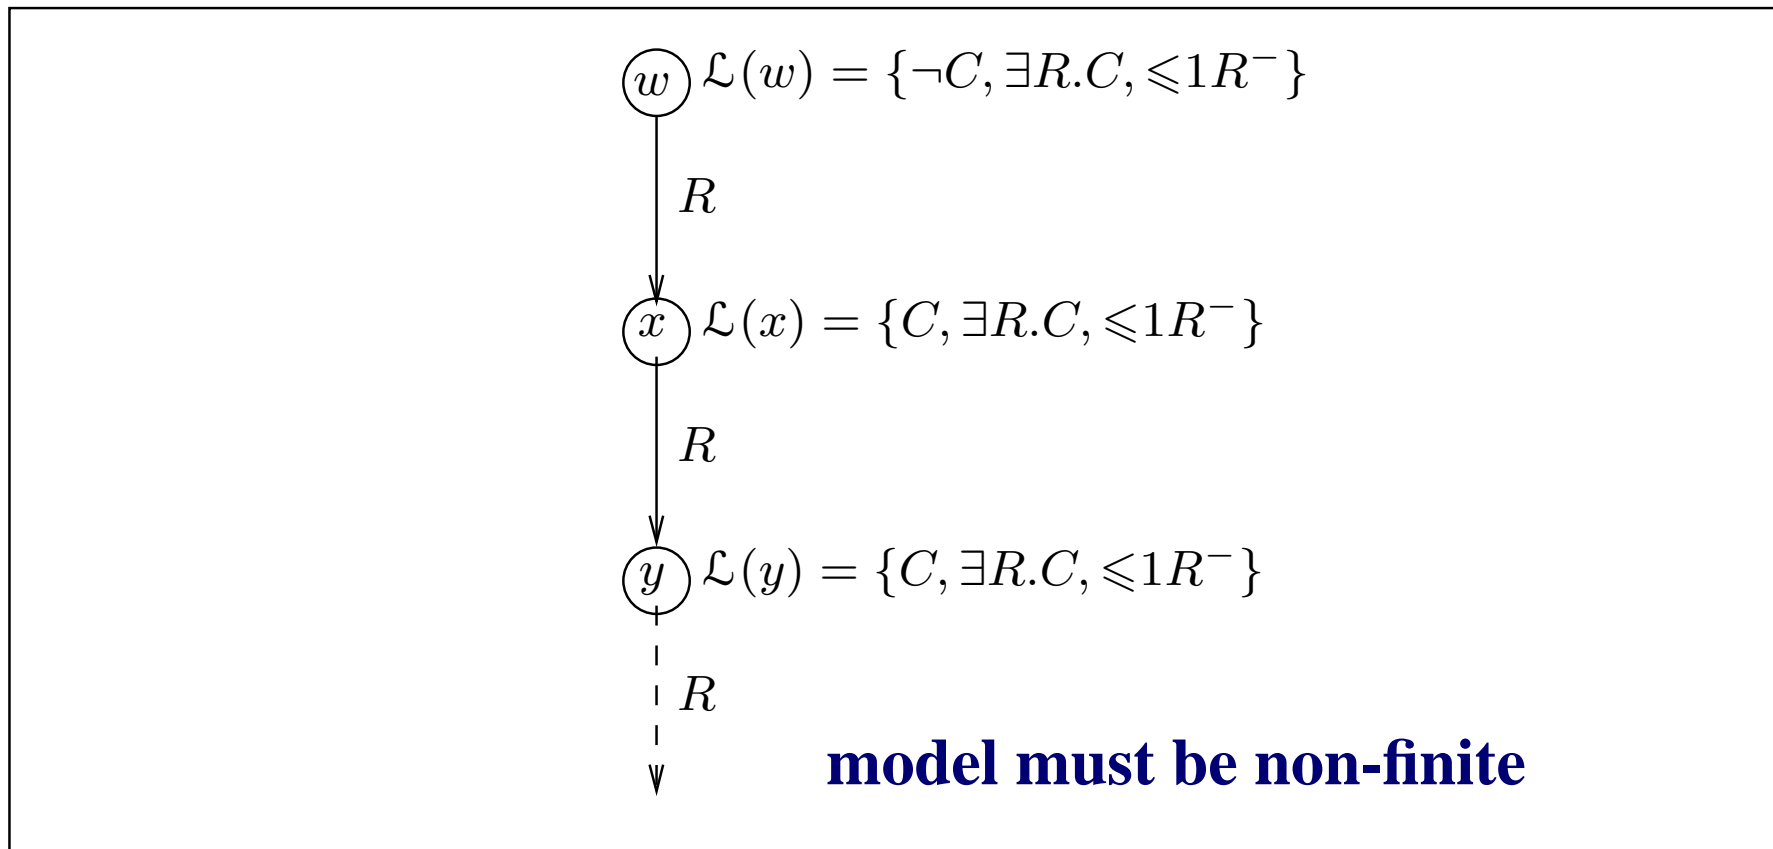 w ℒ(w) = {¬C, ∃R.C, ⩽1R⁻}
R
x ℒ(x) = {C, ∃R.C, ⩽1R⁻}
R
y ℒ(y) = {C, ∃R.C, ⩽1R⁻}
R
model must be non-finite